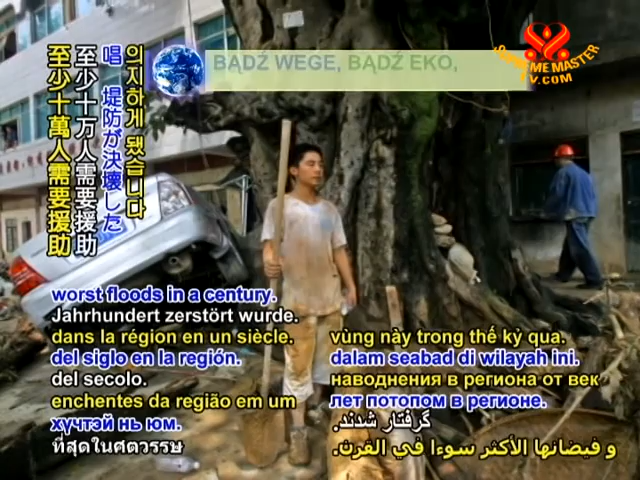 BĄDŹ WEGE, BĄDŹ EKO,
SUPREME MASTER
TV.COM
의지하게 됐습니다
唱 堤防が決壊した
至少十万人需要援助
至少十萬人需要援助
worst floods in a century.
Jahrhundert zerstört wurde.
dans la région en un siècle.
del siglo en la región.
del secolo.
enchentes da região em um
хүчтэй нь юм.
ที่สุดในศตวรรษ
vùng này trong thế kỷ qua.
dalam seabad di wilayah ini.
наводнения в региона от век
лет потопом в регионе.
گرفتار شدند.
و فيضانها الأكثر سوءا في القرن.